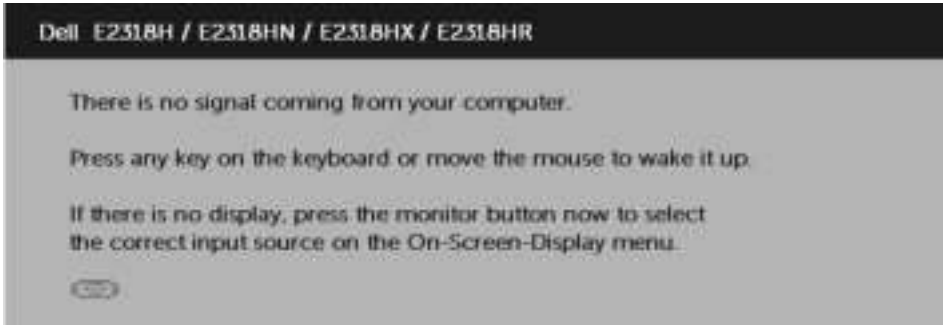 Dell E2318H / E2318HN / E2318HX / E2318HR
There is no signal coming from your computer.
Press any key on the keyboard or move the mouse to wake it up.
If there is no display, press the monitor button now to select
the correct input source on the On-Screen-Display menu.